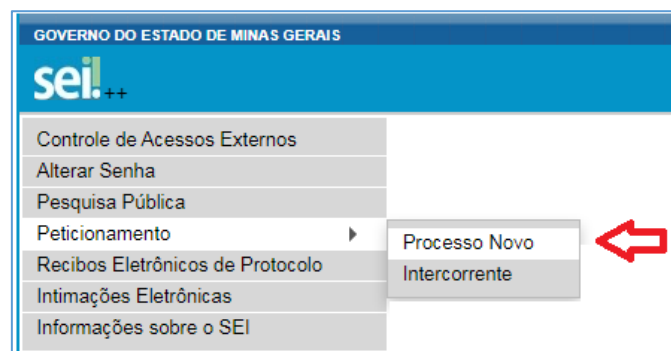 GOVERNO DO ESTADO DE MINAS GERAIS
sei!++
Controle de Acessos Externos
Alterar Senha
Pesquisa Pública
Peticionamento
Processo Novo
Intercorrente
Recibos Eletrônicos de Protocolo
Intimações Eletrônicas
Informações sobre o SEI